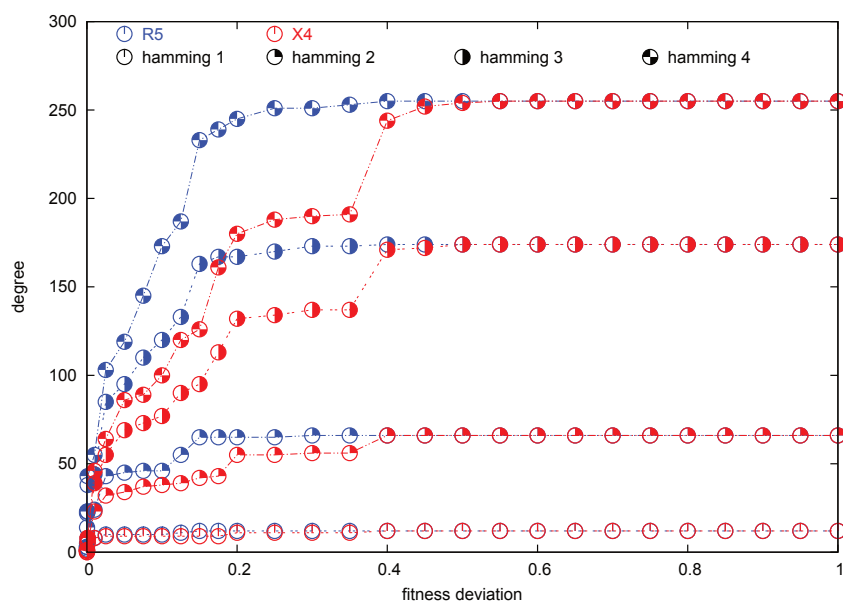 300
R5 X4
hamming 1 hamming 2 hamming 3 hamming 4
250
200
degree
150
100
50
0
0 0.2 0.4 0.6 0.8 1
fitness deviation